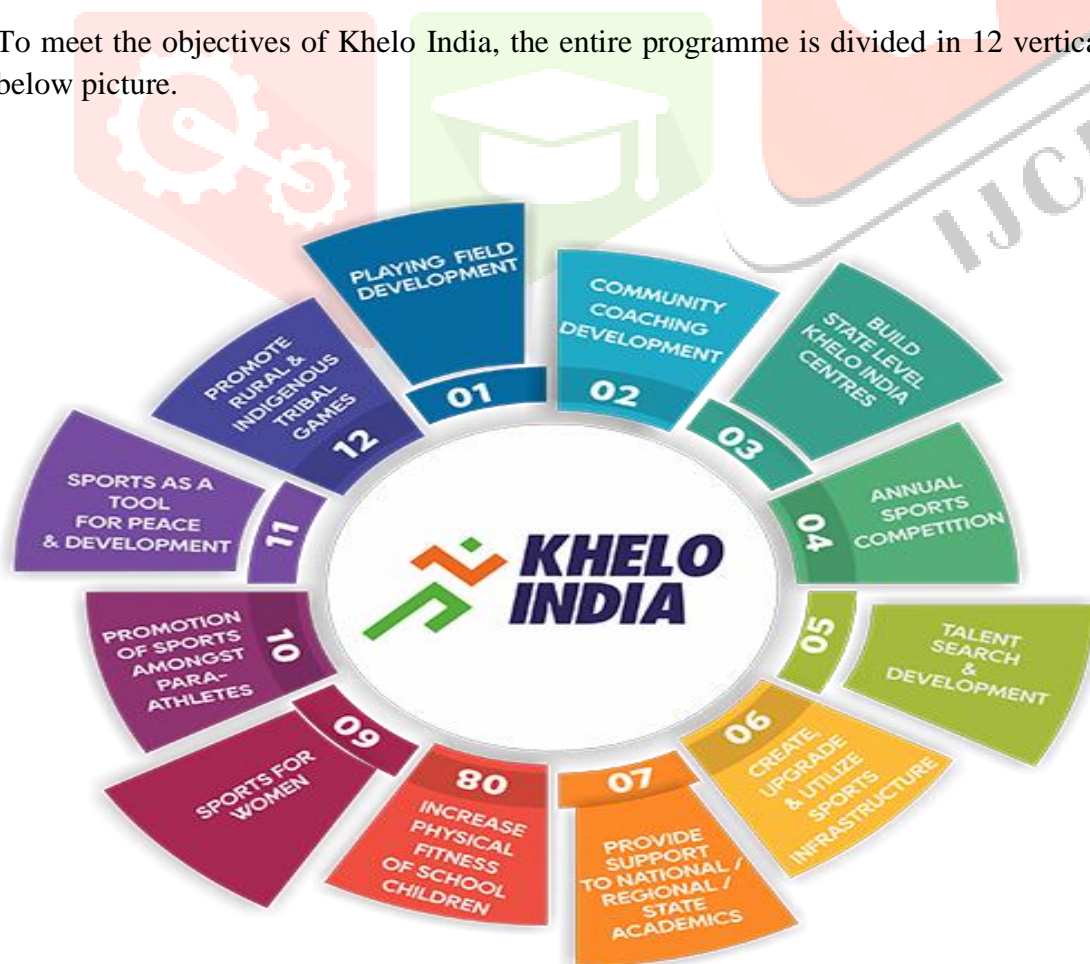 To meet the objectives of Khelo India, the entire programme is divided in 12
below picture.
PLAYING FIELD
DEVELOPMENT
01
COMMUNITY
COACHING
DEVELOPMENT
02
BUILD
STATE LEVEL
KHELO INDIA
CENTRES
03
ANNUAL
SPORTS
COMPETITION
04
TALENT
SEARCH
&
DEVELOPMENT
05
06
CREATE,
UPGRADE
& UTILIZE
SPORTS
INFRASTRUCTURE
07
PROVIDE
SUPPORT
TO NATIONAL /
REGIONAL /
STATE
ACADEMICS
80
INCREASE
PHYSICAL
FITNESS
OF SCHOOL
CHILDREN
09
SPORTS FOR
WOMEN
10
PROMOTION
OF SPORTS
AMONGST
PARA-
ATHLETES
11
SPORTS AS A
TOOL
FOR PEACE
& DEVELOPMENT
12
PROMOTE
RURAL &
INDIGENOUS
TRIBAL
GAMES
KHELO
INDIA